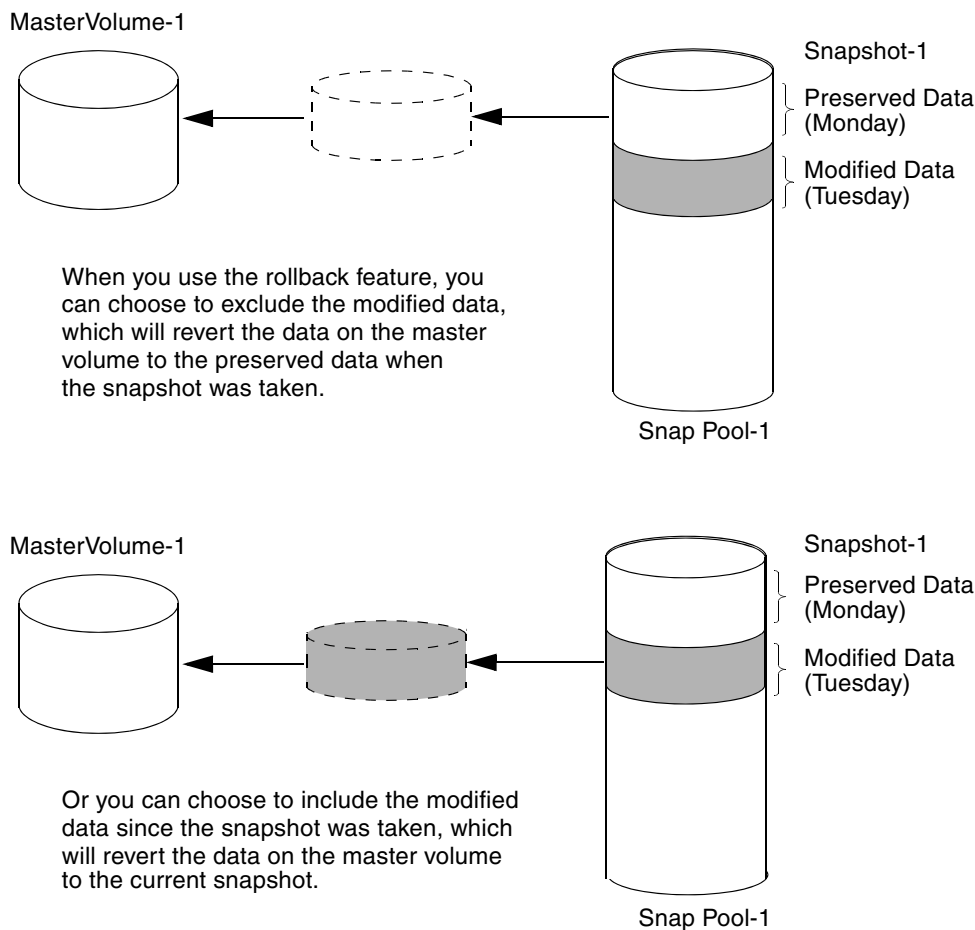 MasterVolume-1
Snapshot-1
Preserved Data
(Monday)
Modified Data
(Tuesday)
When you use the rollback feature, you
can choose to exclude the modified data,
which will revert the data on the master
volume to the preserved data when
the snapshot was taken.
Snap Pool-1
MasterVolume-1
Snapshot-1
Preserved Data
(Monday)
Modified Data
(Tuesday)
Or you can choose to include the modified
data since the snapshot was taken, which
will revert the data on the master volume
to the current snapshot.
Snap Pool-1